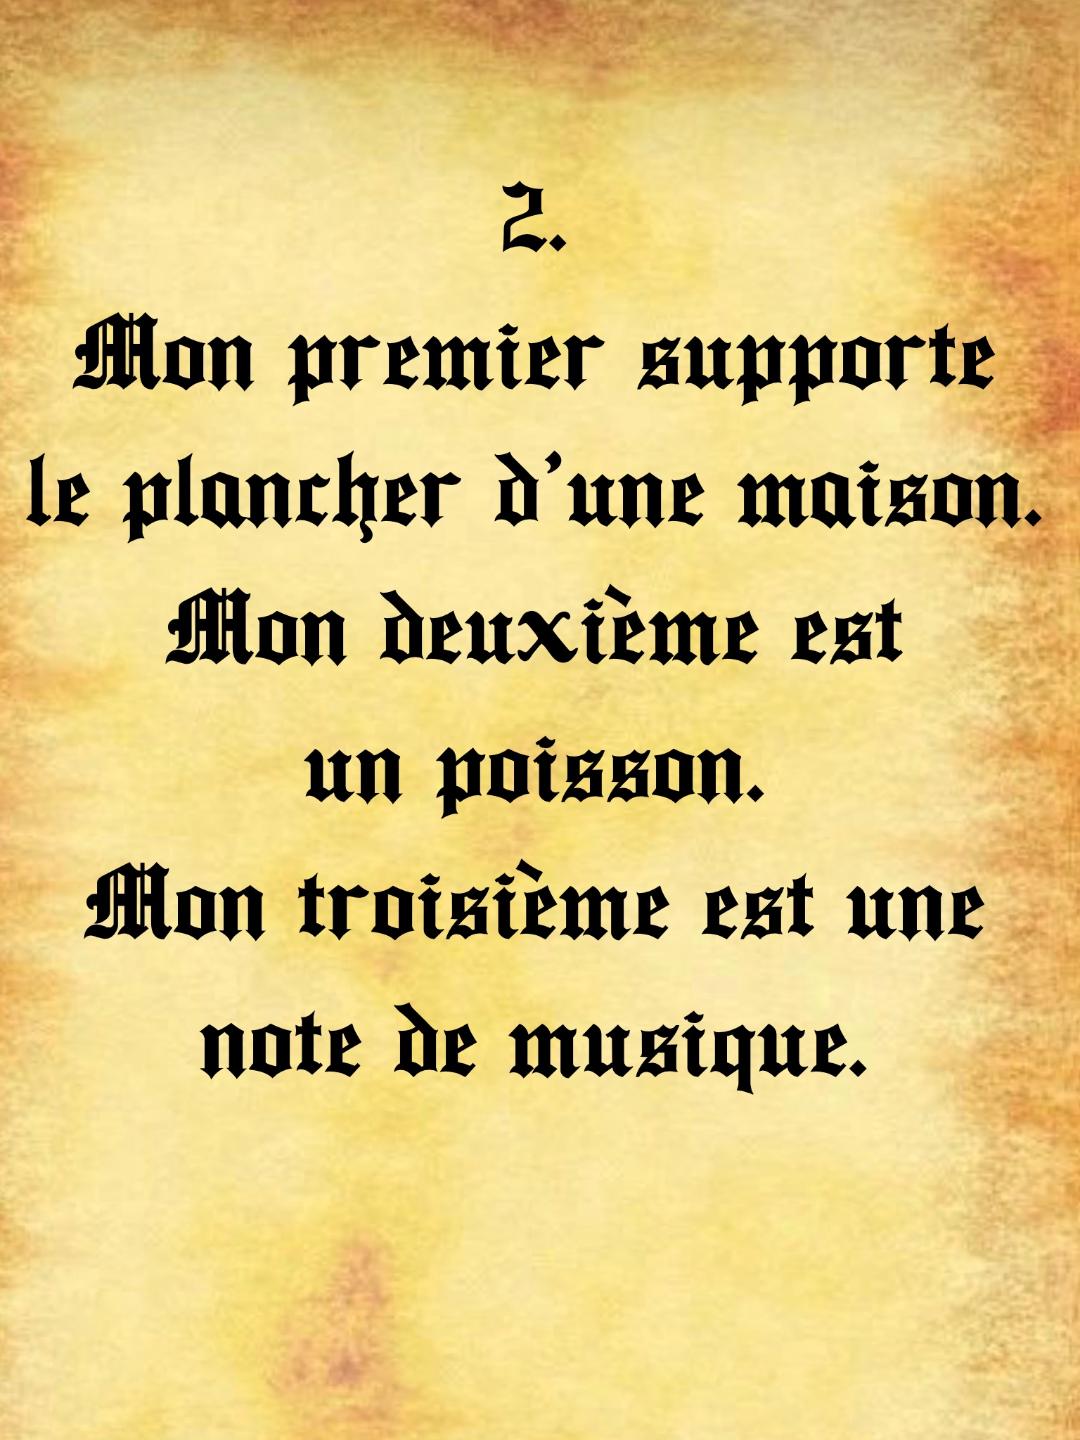 2.
Mon premier supporte
le plancher d'une maison.
Mon deuxième est
un poisson.
Mon troisième est une
note de musique.